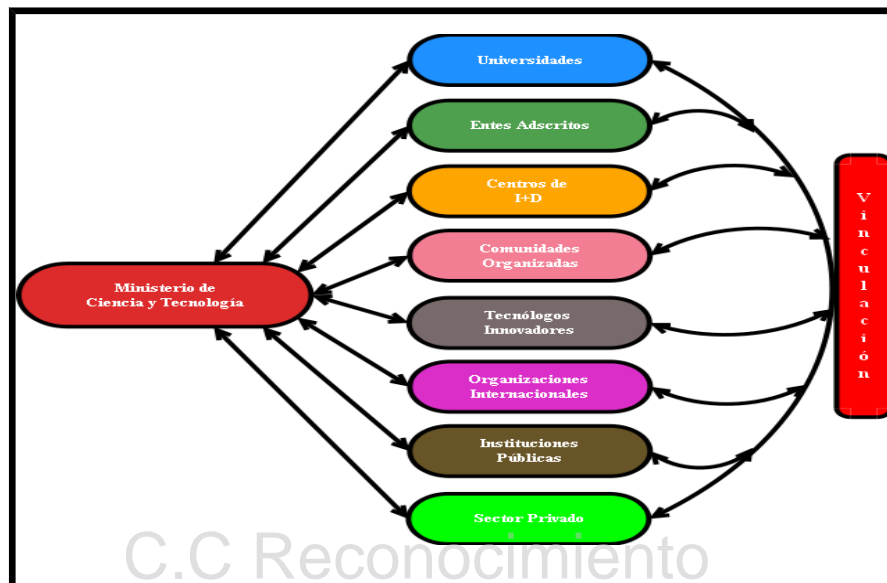 Universidades
Entes Adscritos
Centros de
I+D
Comunidades
Organizadas
Ministerio de
Ciencia y Tecnología
Tecnólogos
Innovadores
Organizaciones
Internacionales
Instituciones
Públicas
Sector Privado
Vinculación
C.C Reconocimiento